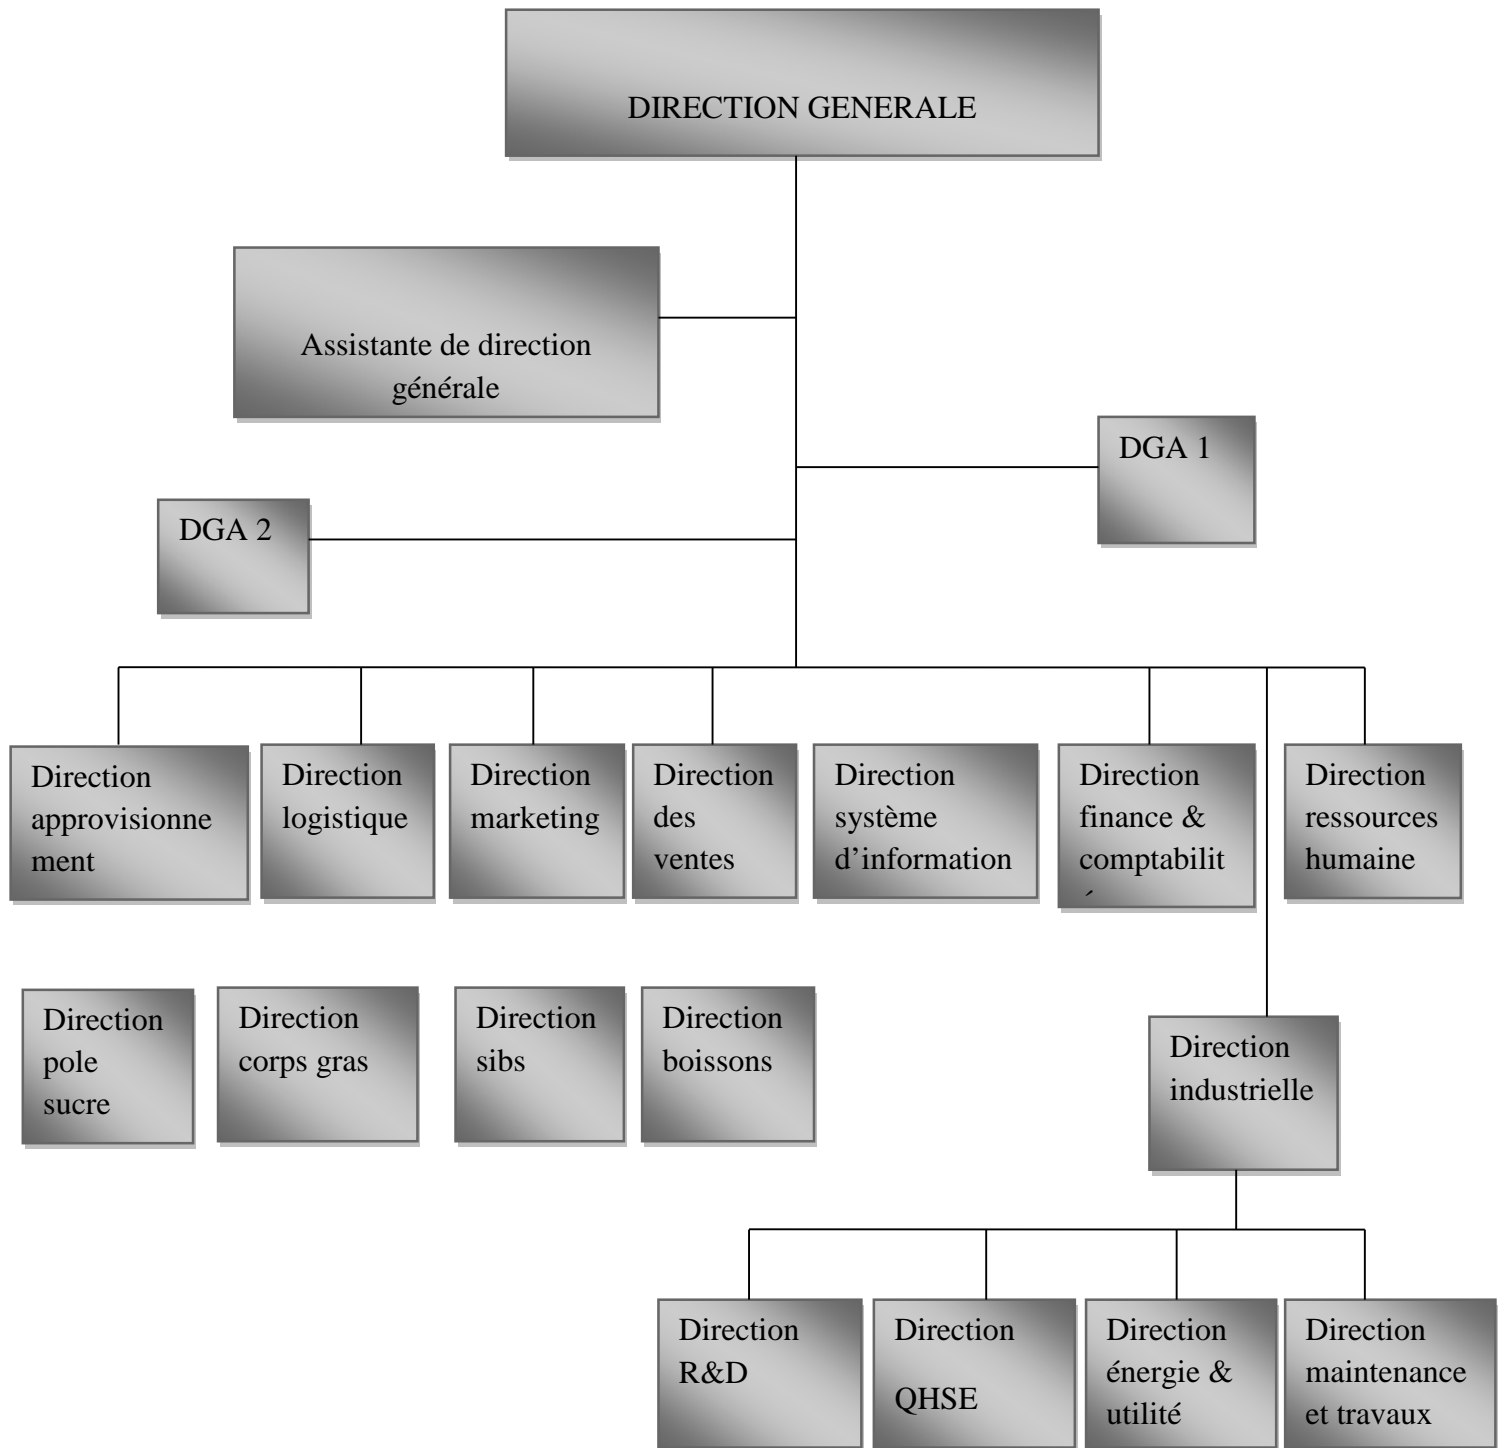 DIRECTION GENERALE
Assistante de direction
générale
DGA 1
DGA 2
Direction
approvisionne
ment
Direction
logistique
Direction
marketing
Direction
des
ventes
Direction
système
d’information
Direction
finance &
comptabilit
Direction
ressources
humaine
Direction
pole
sucre
Direction
corps gras
Direction
sibs
Direction
boissons
Direction
industrielle
Direction
R&D
Direction
QHSE
Direction
énergie &
utilité
Direction
maintenance
et travaux